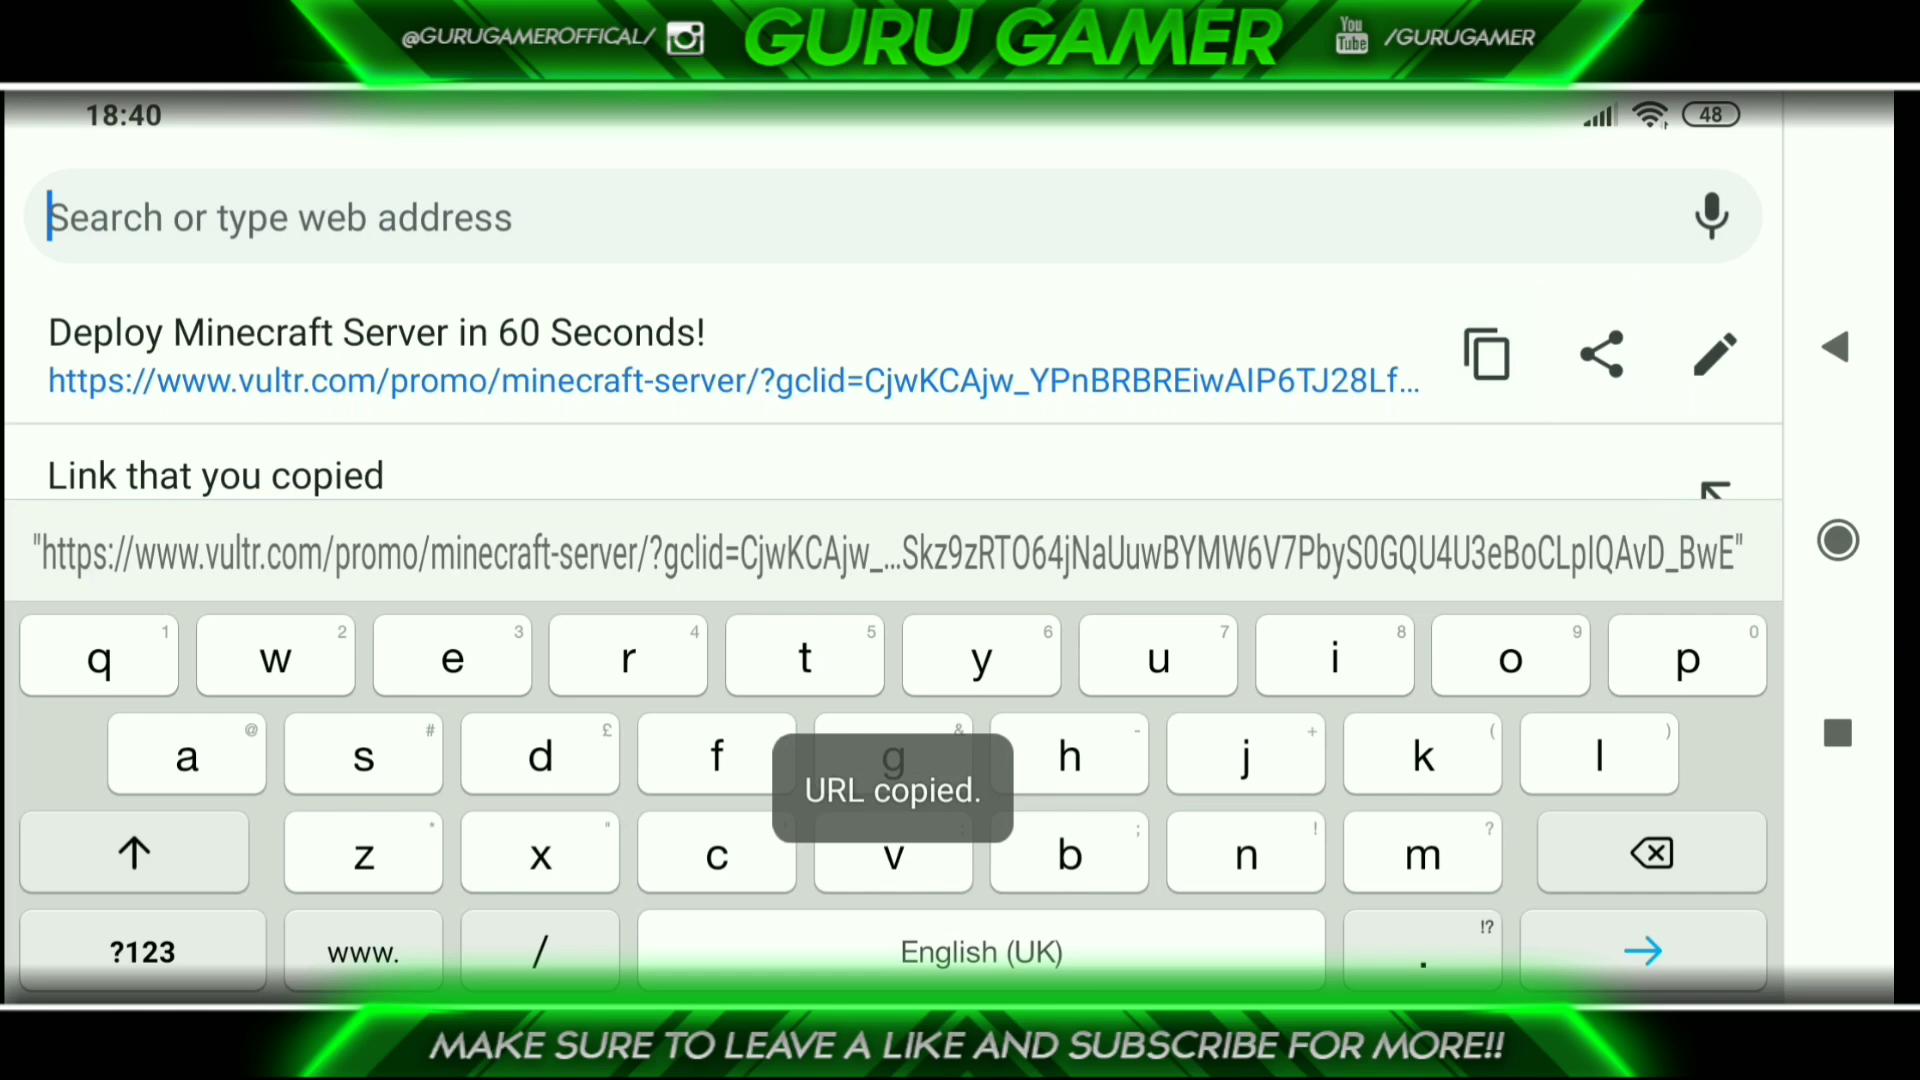 @GURUGAMEROFFICAL/
GURU GAMER
You
Tube
/GURUGAMER
18:40
48
Search or type web address
Deploy Minecraft Server in 60 Seconds!
https://www.vultr.com/promo/minecraft-server/?gclid=CjwKCAjw_YPnBRBREiwAIP6TJ28Lf...
Link that you copied
"https://www.vultr.com/promo/minecraft-server/?gclid=CjwKCAjw_...Skz9zRTO64jNaUuwBYMW6V7PbyS0GQU4U3eBoCLpIQAvD_BwE"
q 1 w 2 e 3 r 4 t 5 y 6 u 7 i 8 o 9 p 0
a @ s # d £ f g & h - j + k ( l )
URL copied.
z * x " c v : b ; n ! m ?
?123 www. / English (UK) . !?
MAKE SURE TO LEAVE A LIKE AND SUBSCRIBE FOR MORE!!